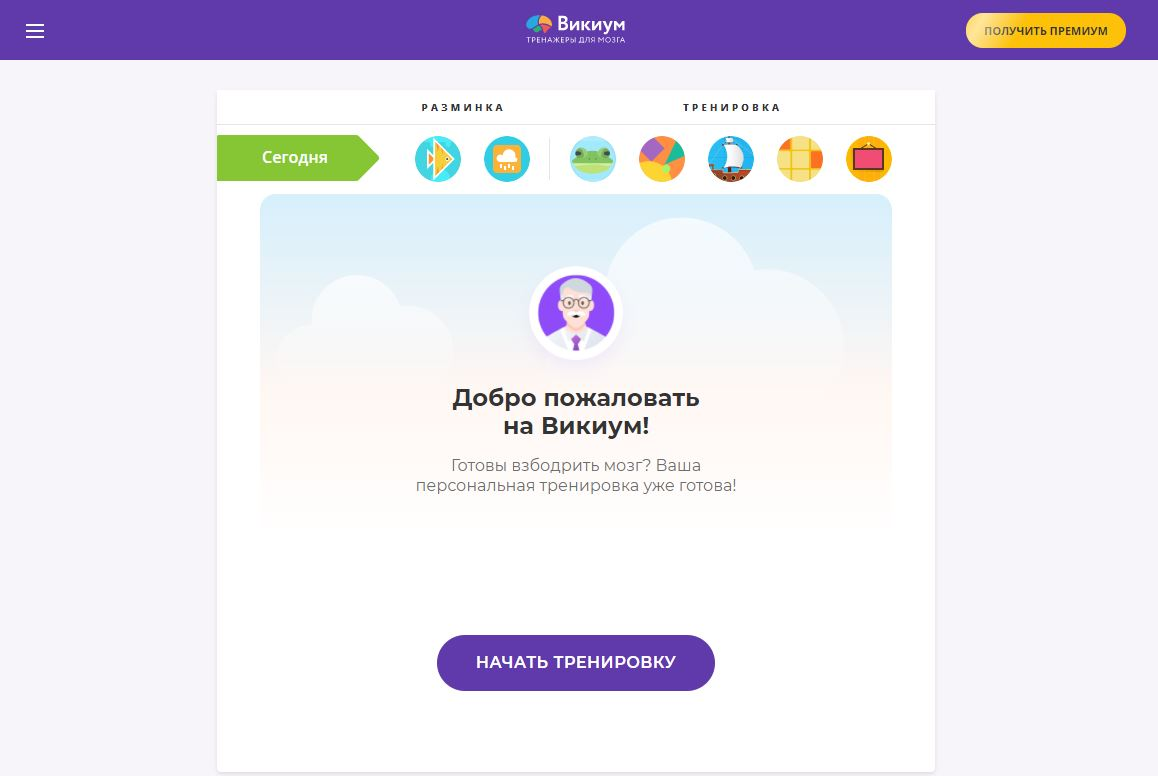 Викиум
ТРЕНАЖЕРЫ ДЛЯ МОЗГА
ПОЛУЧИТЬ ПРЕМИУМ
РАЗМИНКА
ТРЕНИРОВКА
Сегодня
Добро пожаловать
на Викиум!
Готовы взбодрить мозг? Ваша
персональная тренировка уже готова!
НАЧАТЬ ТРЕНИРОВКУ